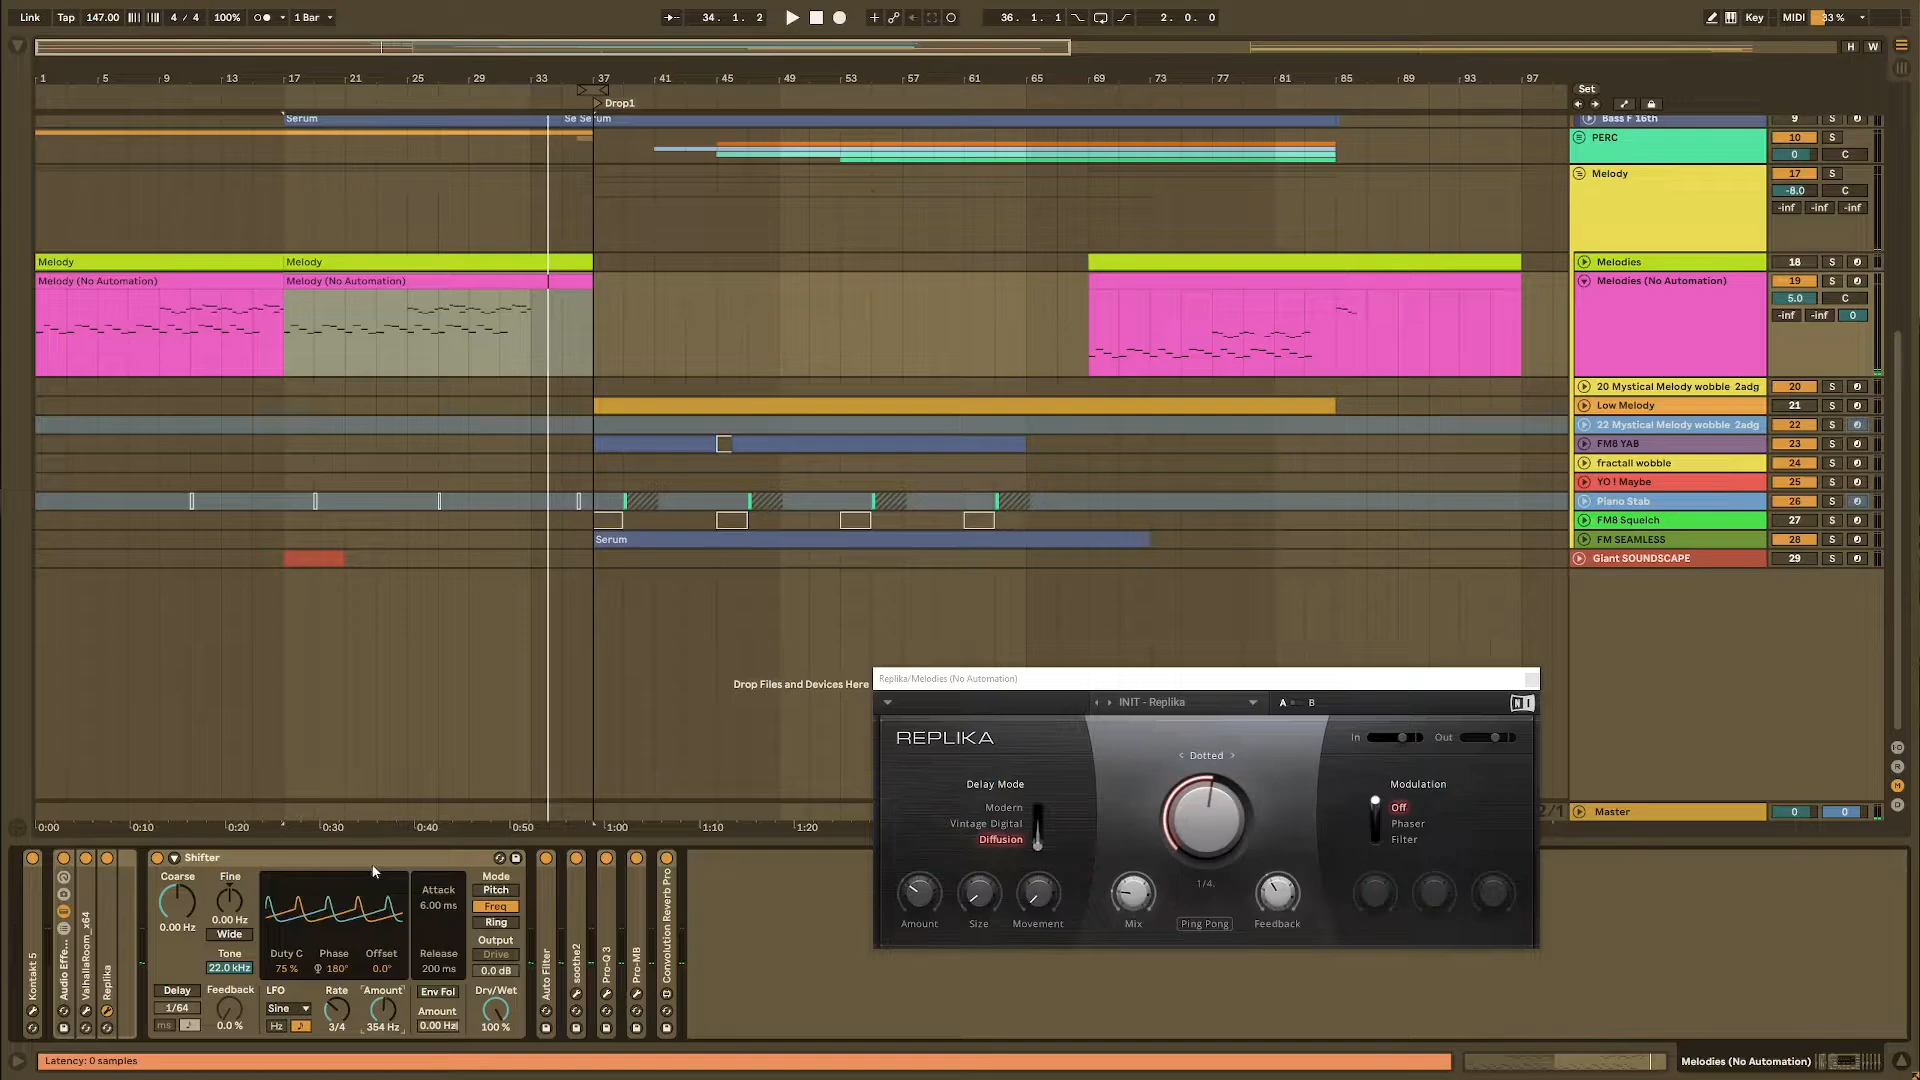 Link Tap 147.00 4 / 4 100% 1 Bar 34. 1. 2 36. 1. 1 2. 0. 0 Key MIDI 33 %
H W
1 5 9 13 17 21 25 29 33 37 41 45 49 53 57 61 65 69 73 77 81 85 89 93 97
Set
Drop1
Serum Se Serum Bass F 16th 9
PERC 10 S
0 C
Melody 17 S
-8.0 C
-inf -inf -inf
Melody Melody Melodies 18 S
Melody (No Automation) Melody (No Automation) Melodies (No Automation) 19 S
5.0 C
-inf -inf 0
20 Mystical Melody wobble 2adg 20 S
Low Melody 21 S
22 Mystical Melody wobble 2adg 22 S
FM8 YAB 23 S
fractall wobble 24 S
YO ! Maybe 25 S
Piano Stab 26 S
FM8 Squelch 27 S
Serum FM SEAMLESS 28 S
Giant SOUNDSCAPE 29 S
Drop Files and Devices Here
Replika/Melodies (No Automation)
INIT - Replika A B
REPLIKA In Out
Dotted
Delay Mode Modulation
Modern Off
Vintage Digital Phaser
Diffusion Filter
1/4.
Amount Size Movement Mix Ping Pong Feedback
2/1
Master 0 0
0:00 0:10 0:20 0:30 0:40 0:50 1:00 1:10 1:20
Kontakt 5
Audio Effe...
ValhallaRoom_x64
Replika
Shifter
Coarse Fine Mode
Attack Pitch
6.00 ms
0.00 Hz 0.00 Hz Freq
Wide Ring
Tone Output
22.0 kHz
Duty C Phase Offset Release Drive
75 % 180° 0.0° 200 ms 0.0 dB
Delay Feedback LFO Rate Amount Env Fol Dry/Wet
1/64 Sine Amount
ms 0.0 % Hz 3/4 354 Hz 0.00 Hz 100 %
Auto Filter
soothe2
Pro-Q 3
Pro-MB
Convolution Reverb Pro
Latency: 0 samples
Melodies (No Automation)